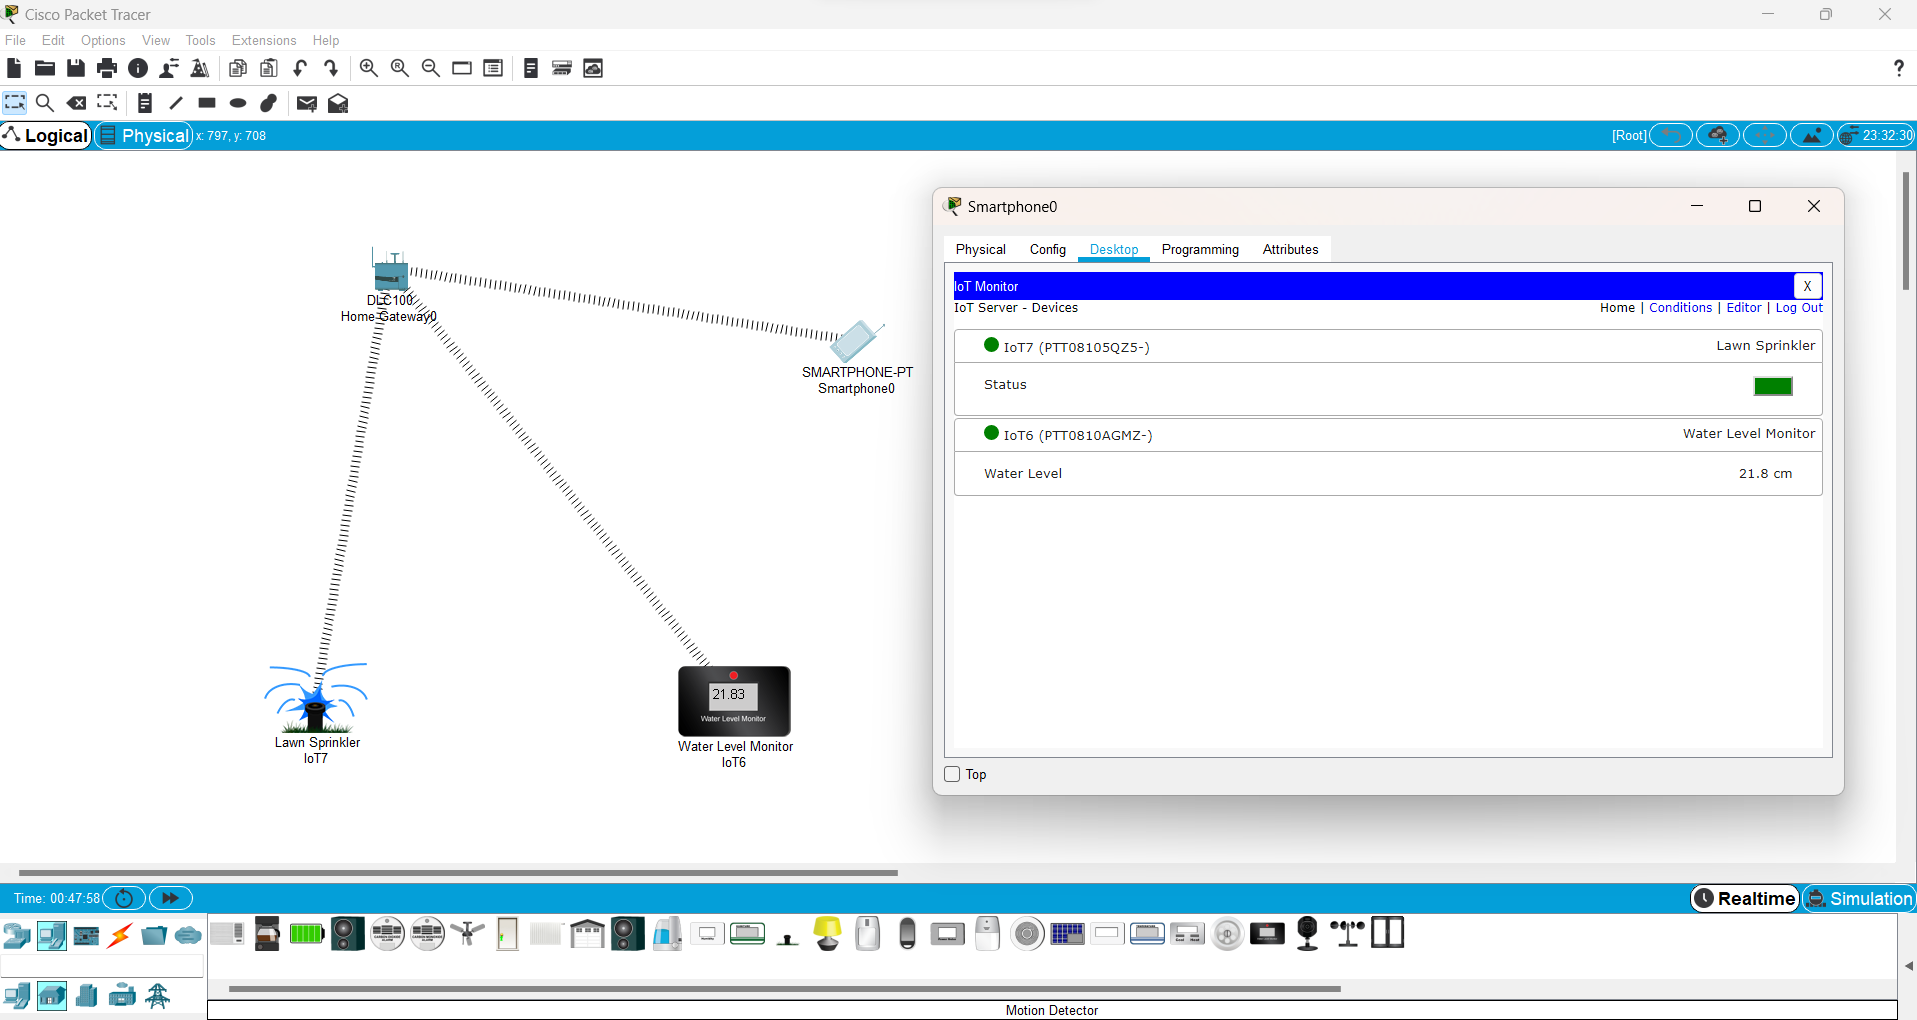 Cisco Packet Tracer
File Edit Options View Tools Extensions Help
Logical Physical x: 797, y: 708 [Root] 23:32:30
DLC100
Home Gateway0
SMARTPHONE-PT
Smartphone0
Lawn Sprinkler
IoT7
21.83
Water Level Monitor
Water Level Monitor
IoT6
Smartphone0
Physical Config Desktop Programming Attributes
IoT Monitor X
IoT Server - Devices Home | Conditions | Editor | Log Out
IoT7 (PTT08105QZ5-) Lawn Sprinkler
Status
IoT6 (PTT0810AGMZ-) Water Level Monitor
Water Level 21.8 cm
Top
Time: 00:47:58 Realtime Simulation
Motion Detector